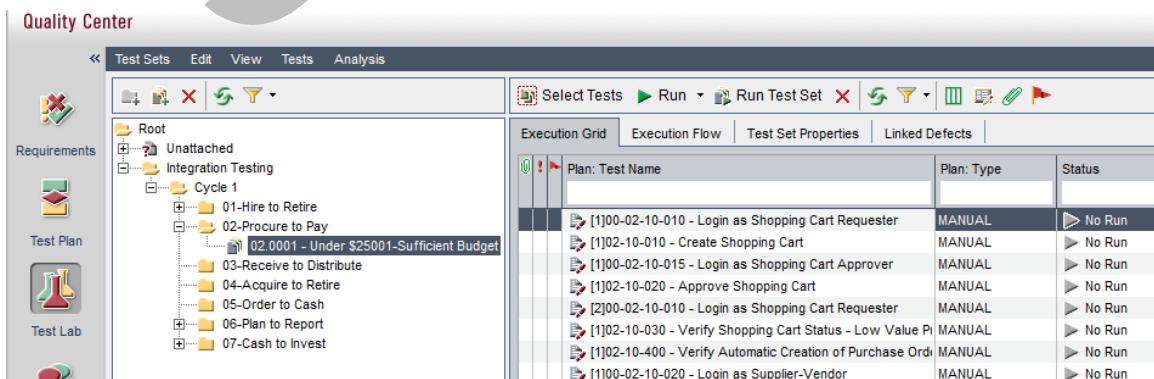 Quality Center
« Test Sets Edit View Tests Analysis
Requirements
Test Plan
Test Lab
Root
Unattached
Integration Testing
Cycle 1
01-Hire to Retire
02-Procure to Pay
02.0001 - Under $25001-Sufficient Budget
03-Receive to Distribute
04-Acquire to Retire
05-Order to Cash
06-Plan to Report
07-Cash to Invest
Select Tests Run Run Test Set
Execution Grid Execution Flow Test Set Properties Linked Defects
Plan: Test Name Plan: Type Status
[1]00-02-10-010 - Login as Shopping Cart Requester MANUAL No Run
[1]02-10-010 - Create Shopping Cart MANUAL No Run
[1]00-02-10-015 - Login as Shopping Cart Approver MANUAL No Run
[1]02-10-020 - Approve Shopping Cart MANUAL No Run
[2]00-02-10-010 - Login as Shopping Cart Requester MANUAL No Run
[1]02-10-030 - Verify Shopping Cart Status - Low Value MANUAL No Run
[1]02-10-400 - Verify Automatic Creation of Purchase MANUAL No Run
[1]00-02-10-020 - Login as Supplier-Vendor MANUAL No Run